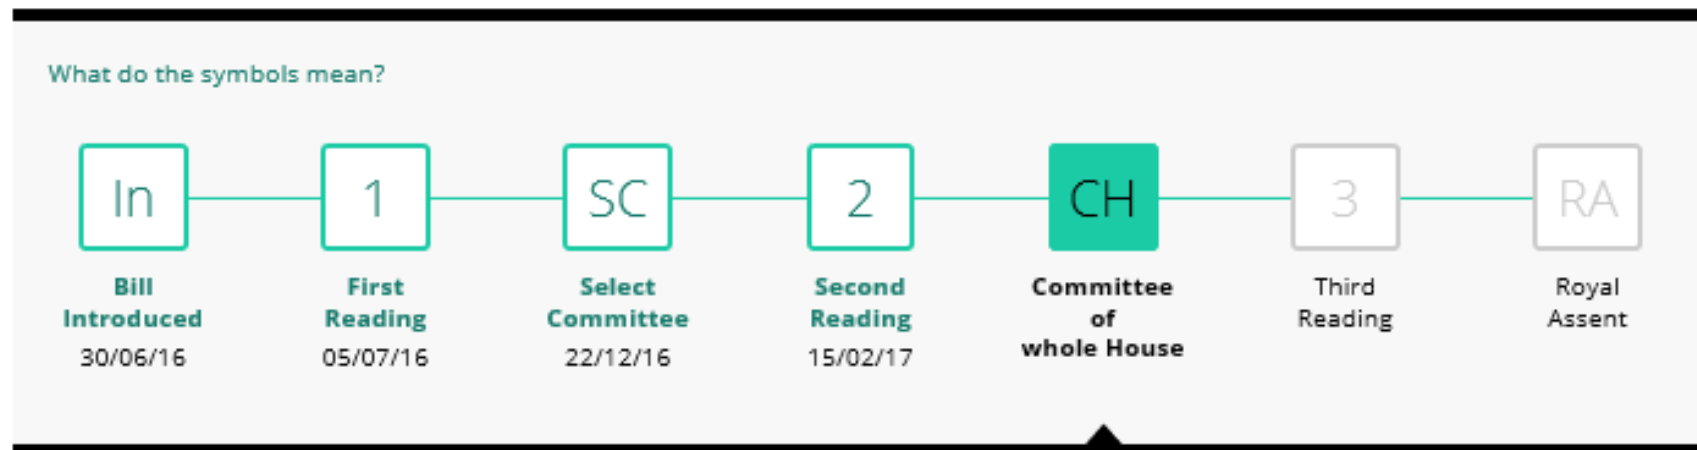 What do the symbols mean?
In 1 SC 2 CH 3 RA
Bill First Select Second Committee Third Royal
Introduced Reading Committee Reading of Reading Assent
30/06/16 05/07/16 22/12/16 15/02/17 whole House